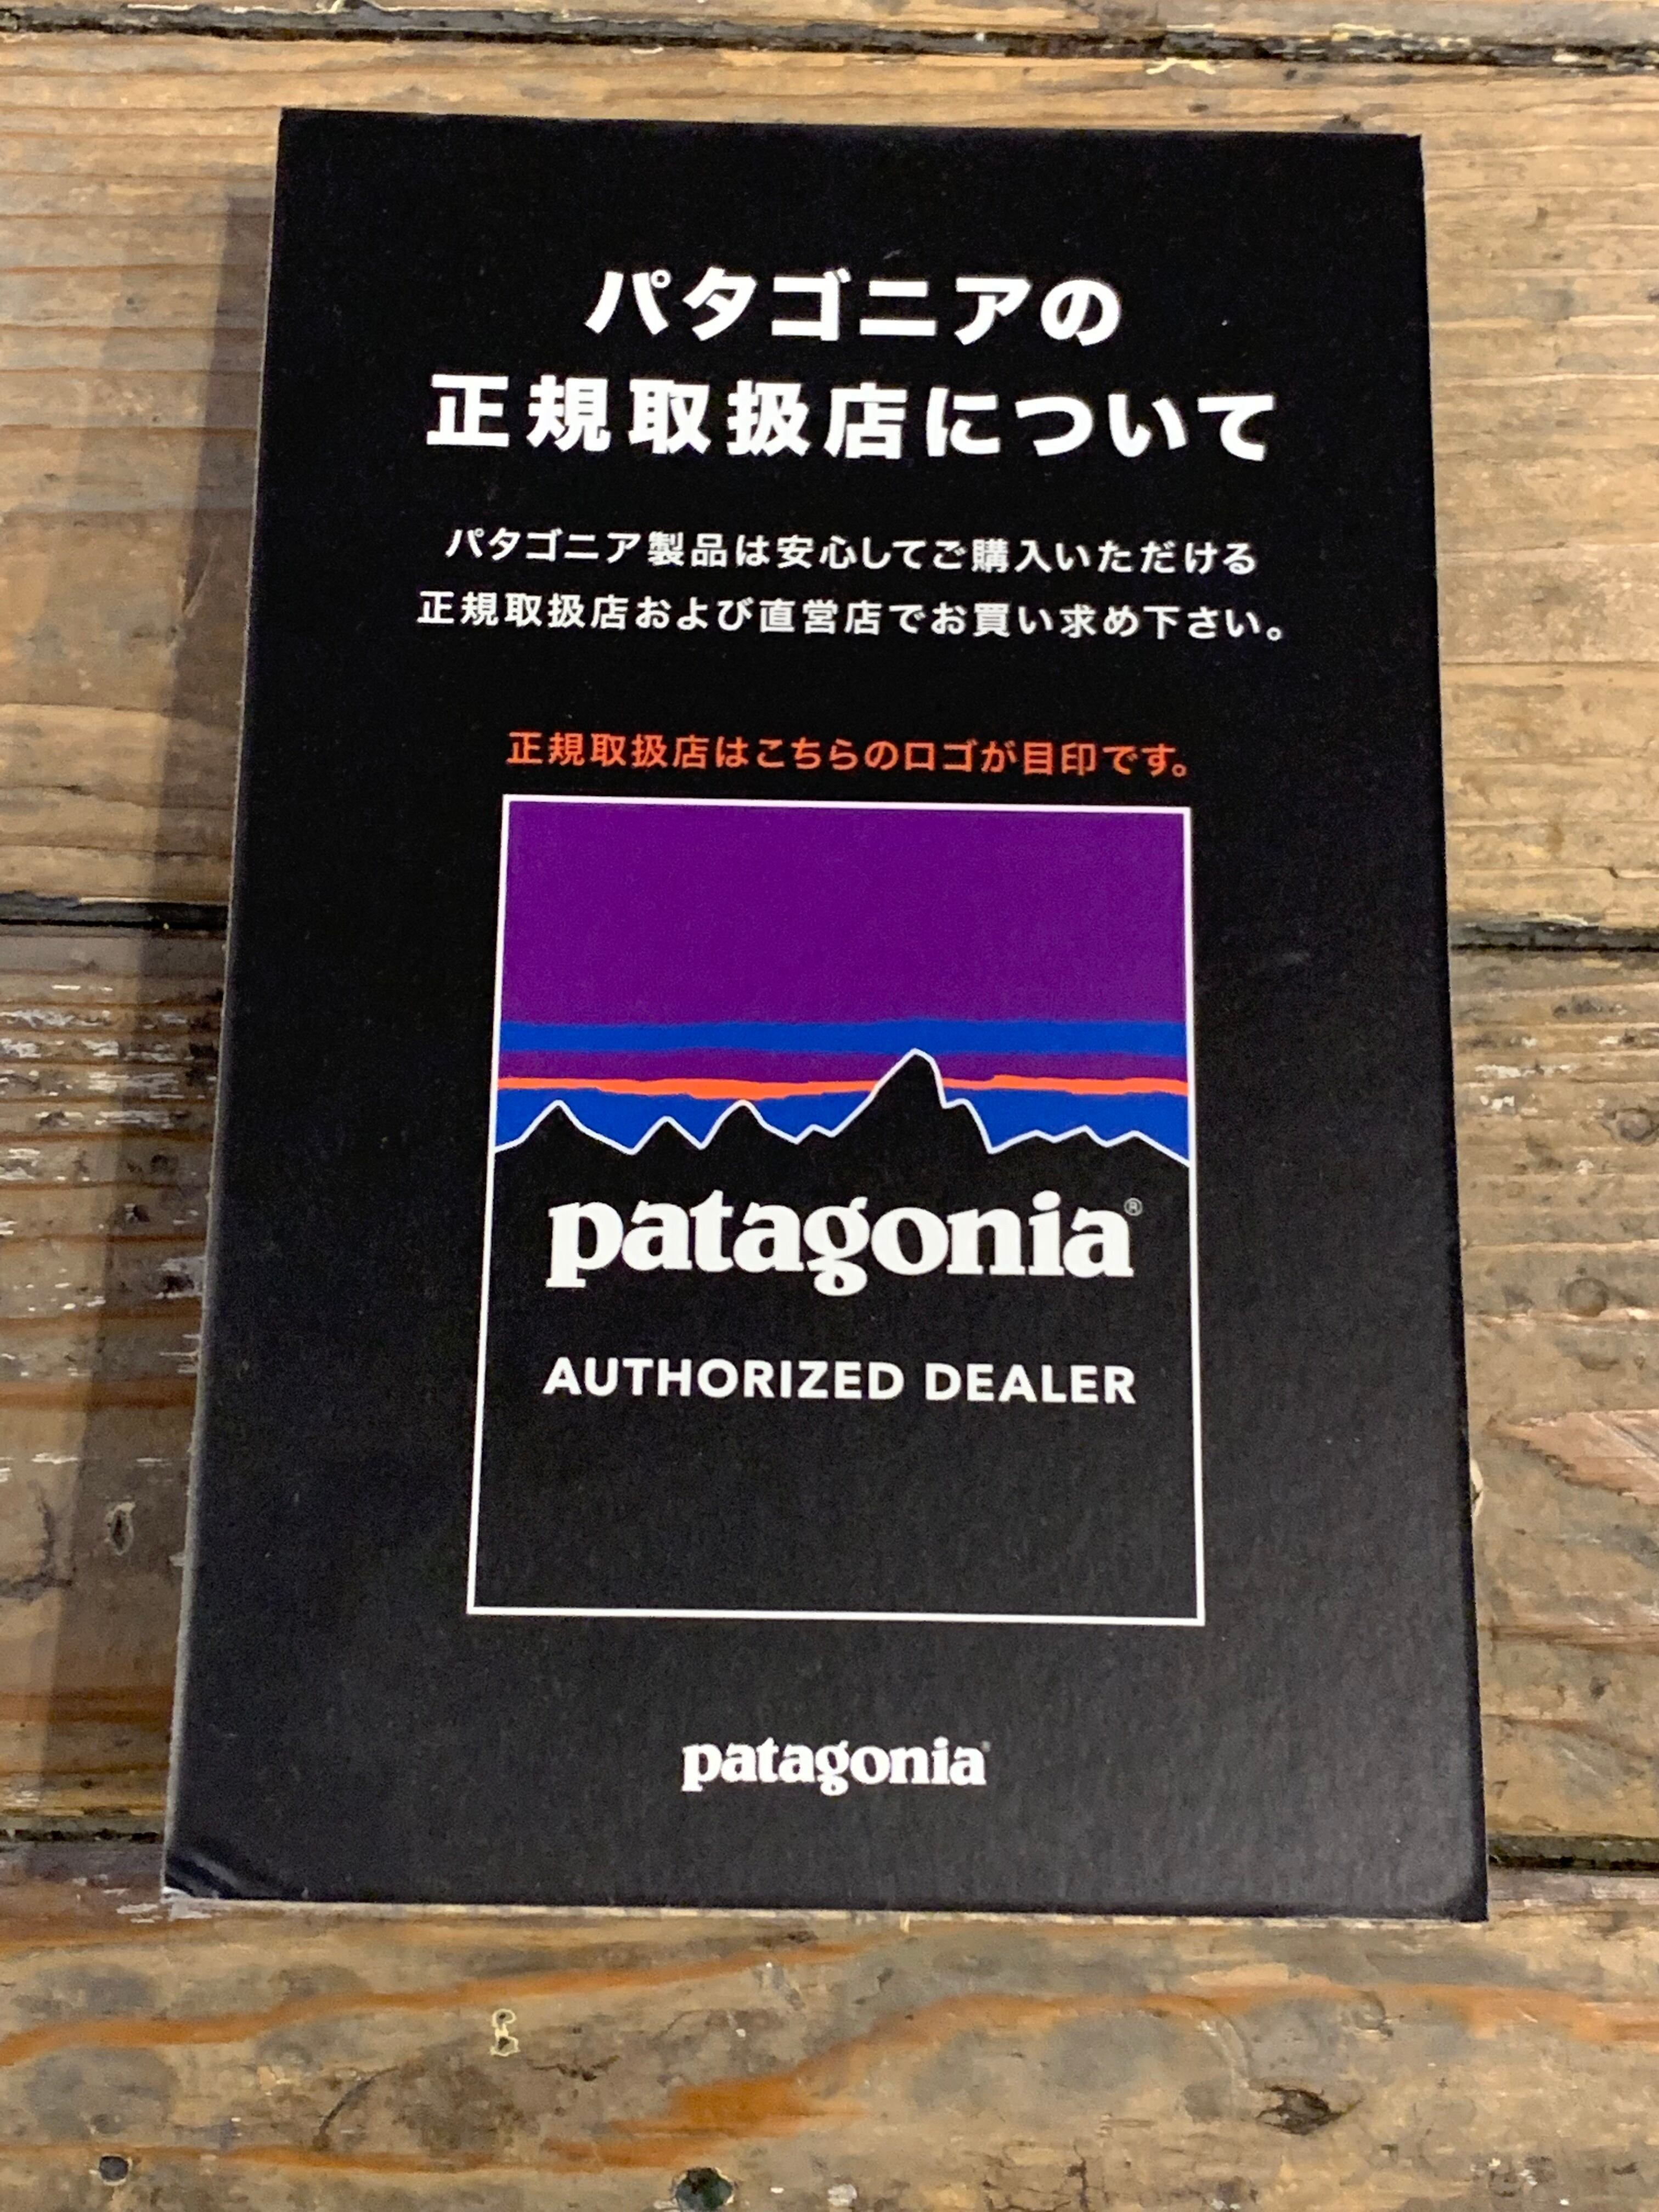 パタゴニアの
正規取扱店について
パタゴニア製品は安心してご購入いただける
正規取扱店および直営店でお買い求め下さい。
正規取扱店はこちらのロゴが目印です。
patagonia®
AUTHORIZED DEALER
patagonia®